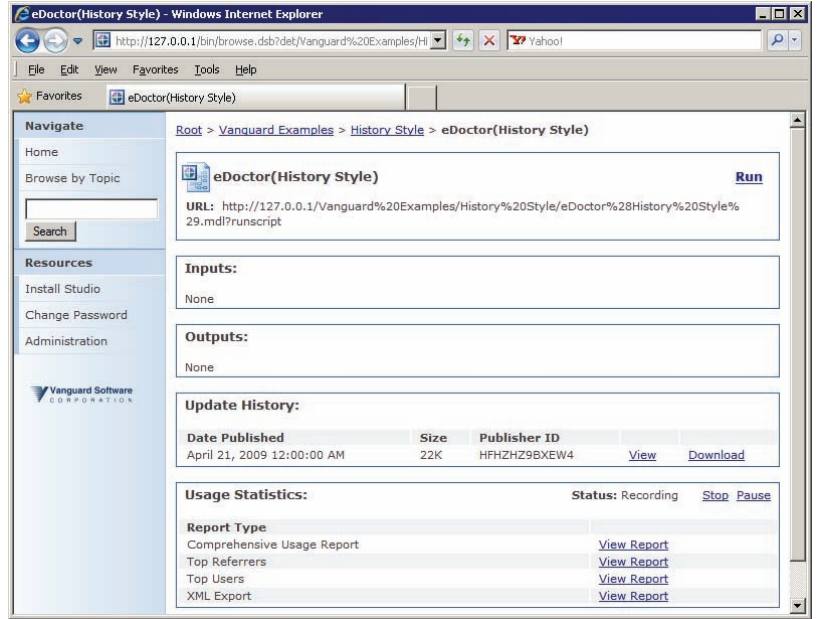 eDoctor(History Style) - Windows Internet Explorer
http://127.0.0.1/bin/browse.dsb?det/Vanguard%20Examples/Hi
Yahoo!
File Edit View Favorites Tools Help
Favorites
eDoctor(History Style)
Navigate
Home
Browse by Topic
Search
Resources
Install Studio
Change Password
Administration
Vanguard Software
CORPORATION
Root > Vanguard Examples > History Style > eDoctor(History Style)
eDoctor(History Style) Run
URL: http://127.0.0.1/Vanguard%20Examples/History%20Style/eDoctor%28History%20Style%
29.mdl?runscript
Inputs:
None
Outputs:
None
Update History:
Date Published Size Publisher ID
April 21, 2009 12:00:00 AM 22K HFHZHZ9BXEW4 View Download
Usage Statistics: Status: Recording Stop Pause
Report Type
Comprehensive Usage Report View Report
Top Referrers View Report
Top Users View Report
XML Export View Report